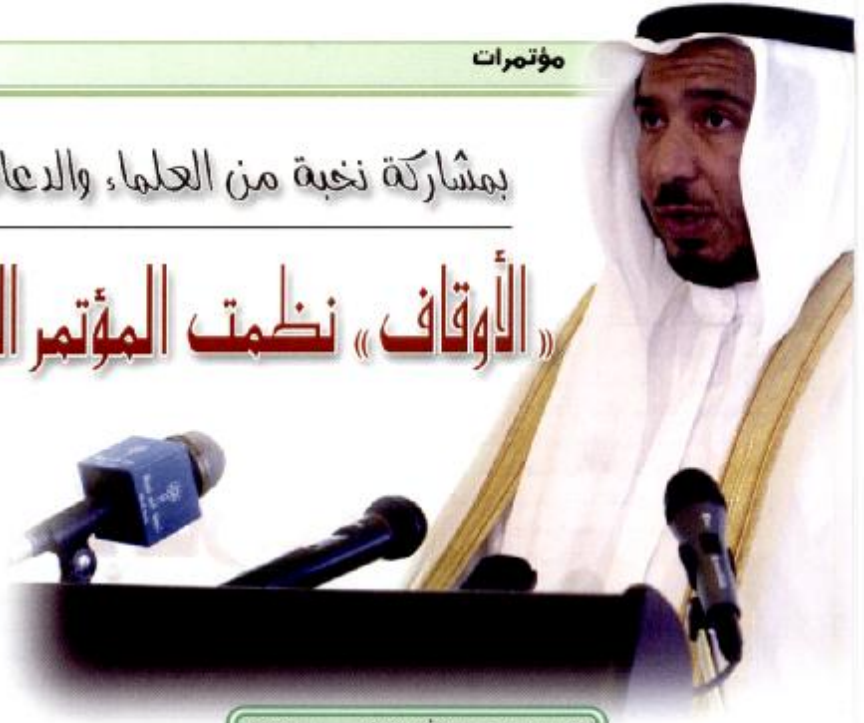 مؤتمرات
بمشاركة نخبة من العلماء والدعا
«الأوقاف» نظمت المؤتمر ال